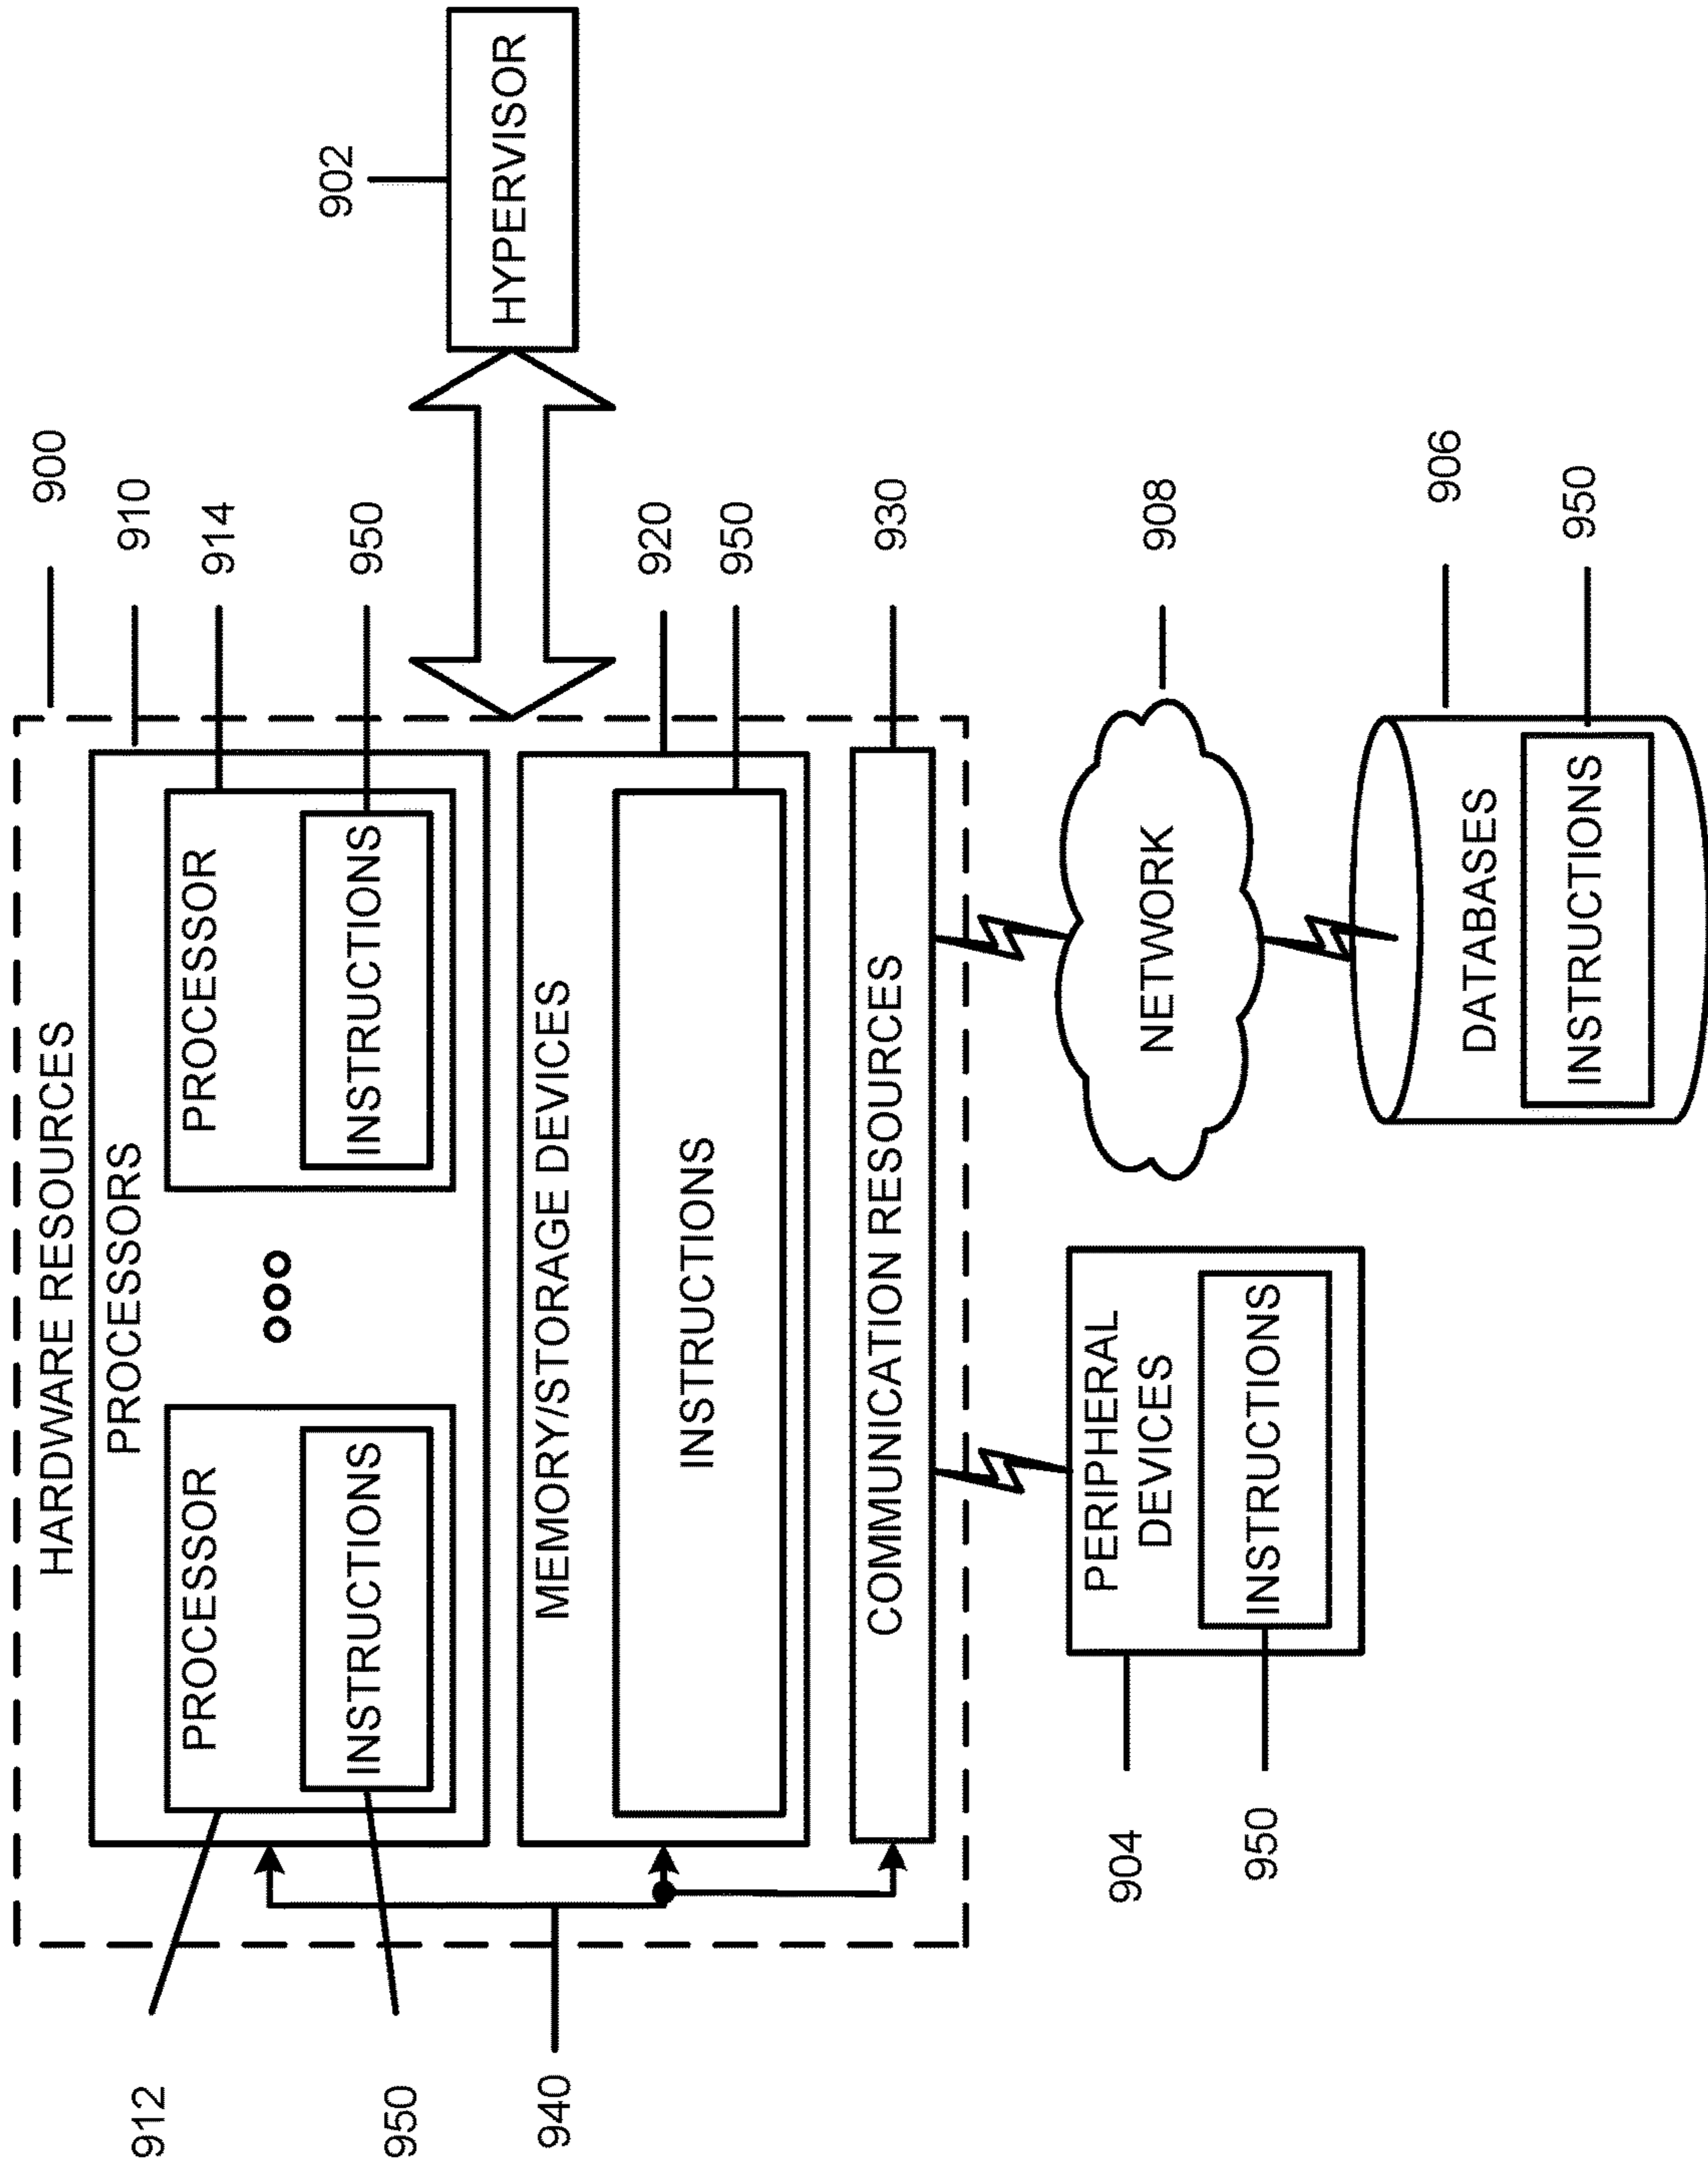 HARDWARE RESOURCES
900
PROCESSORS
910
912
PROCESSOR
PROCESSOR
914
950
INSTRUCTIONS
INSTRUCTIONS
950
902
HYPERVISOR
940
MEMORY/STORAGE DEVICES
920
INSTRUCTIONS
950
COMMUNICATION RESOURCES
930
904
PERIPHERAL
DEVICES
950
INSTRUCTIONS
NETWORK
908
DATABASES
906
INSTRUCTIONS
950